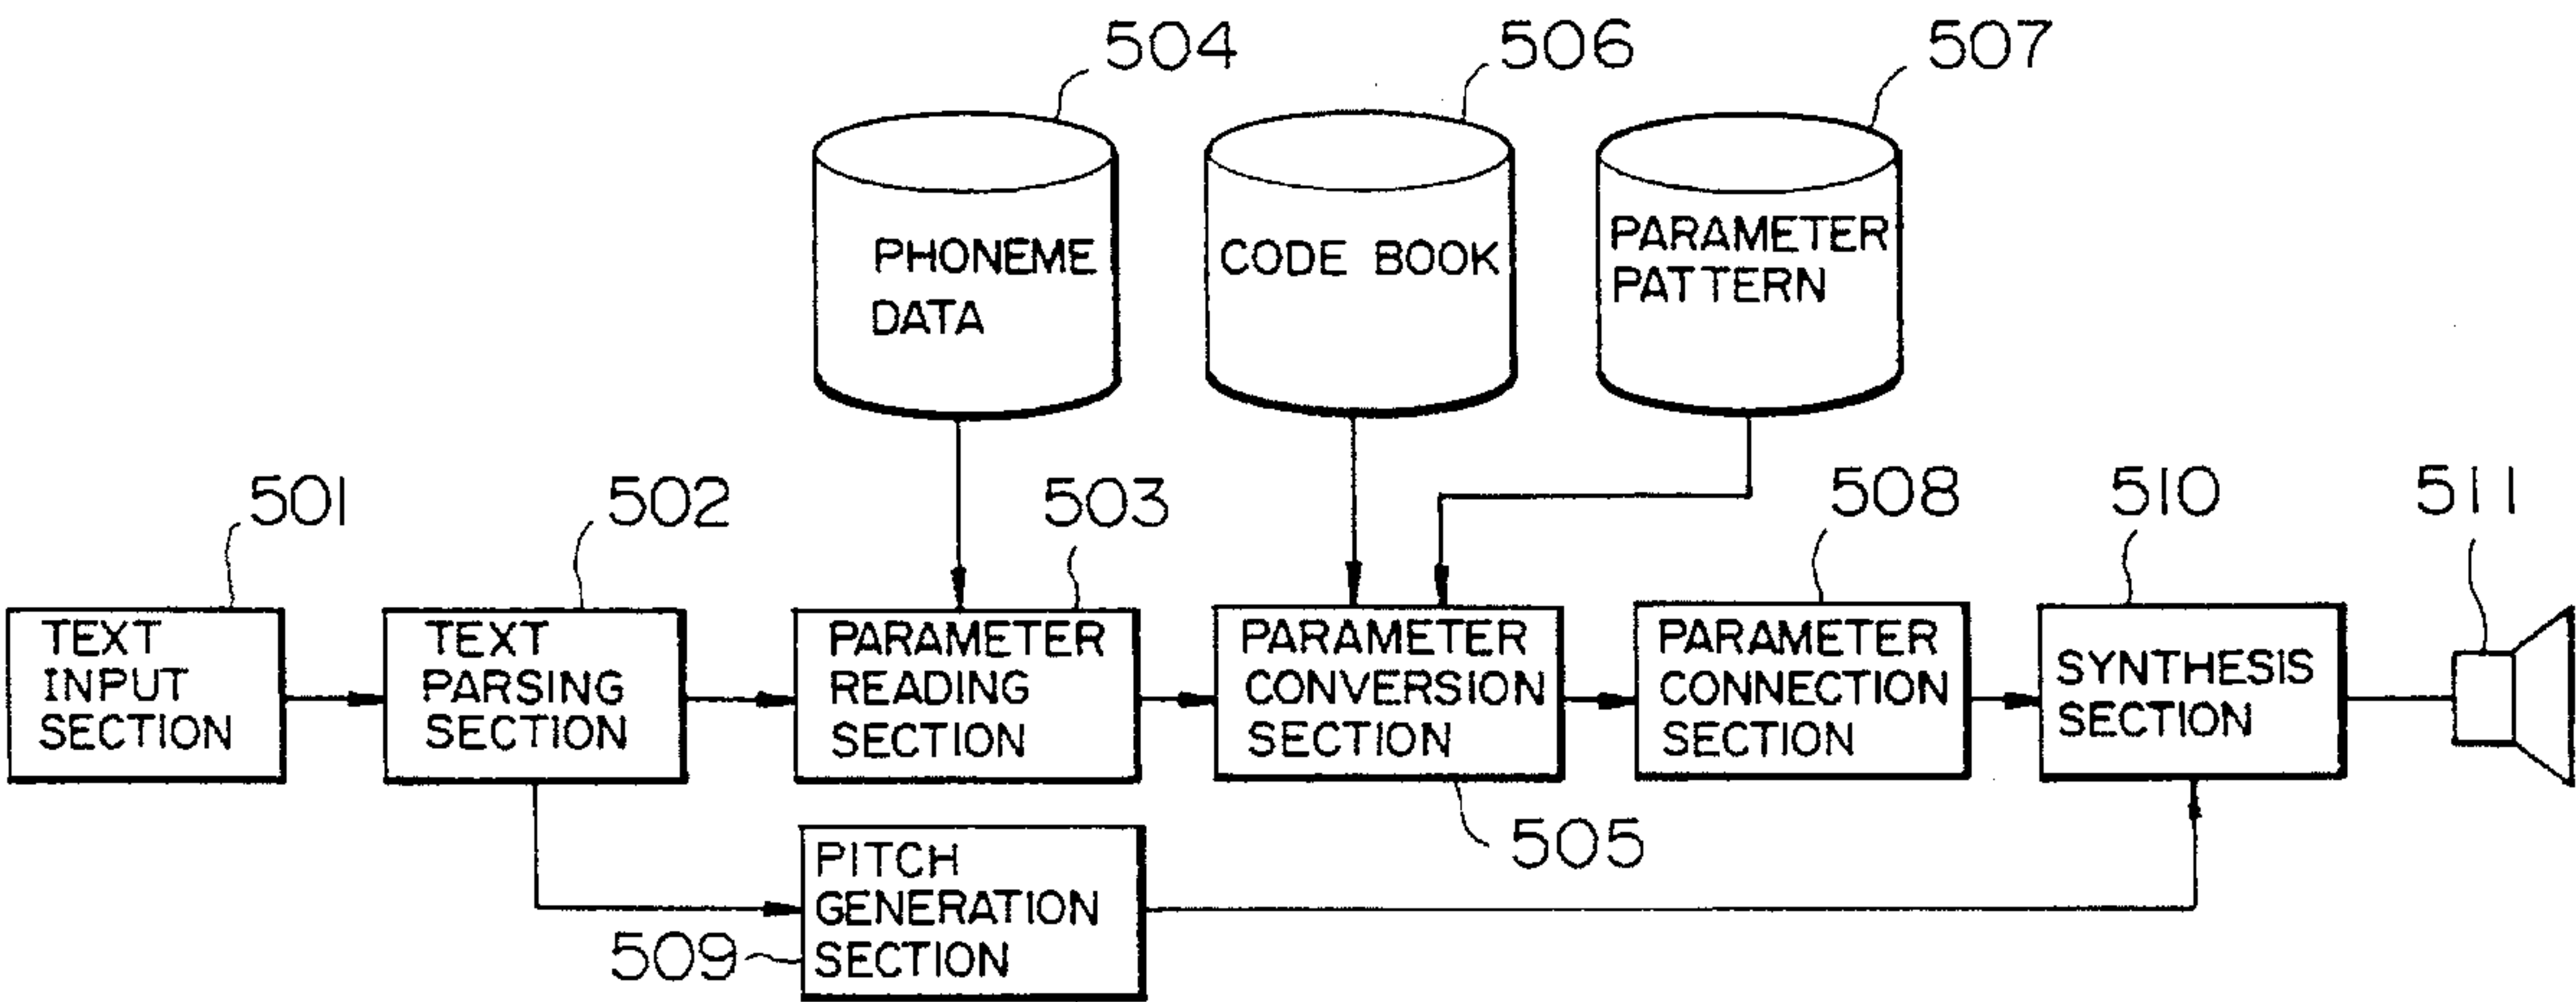 504
506
507
PHONEME
DATA
CODE BOOK
PARAMETER
PATTERN
501
502
503
508
510
511
TEXT
INPUT
SECTION
TEXT
PARSING
SECTION
PARAMETER
READING
SECTION
PARAMETER
CONVERSION
SECTION
PARAMETER
CONNECTION
SECTION
SYNTHESIS
SECTION
505
PITCH
GENERATION
SECTION
509